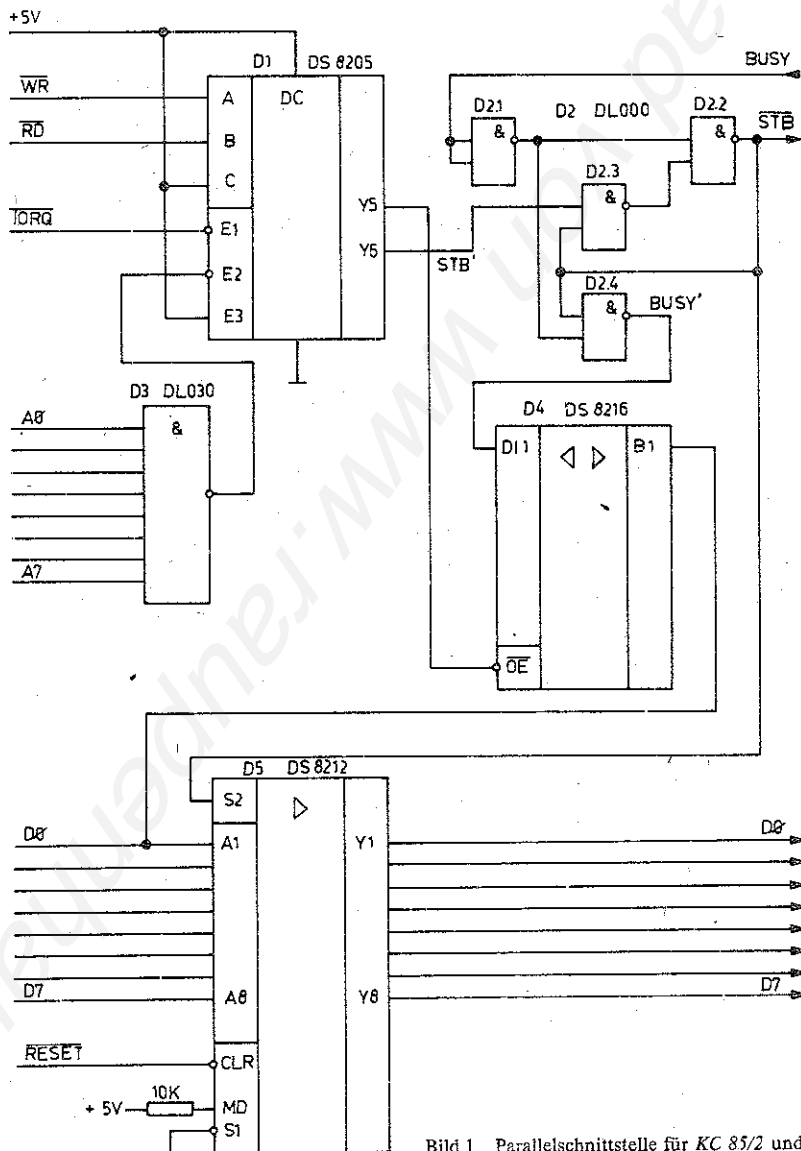 +5V
D1 DS 8205
WR
RD
IORQ
A
B
C
E1
E2
E3
DC
Y5
Y6
STB'
BUSY
D2.1
&
D2 DL000
D2.2
&
STB
D2.3
&
D2.4
&
BUSY'
D3 DL030
&
A0
A7
D4 DS 8216
DI1
B1
OE
D5 DS 8212
S2
D0
A1
Y1
D0
D7
A8
Y8
D7
RESET
CLR
10K
+5V
MD
S1
Bild 1 Parallelschnittstelle für KC 85/2 und
www.raupenha